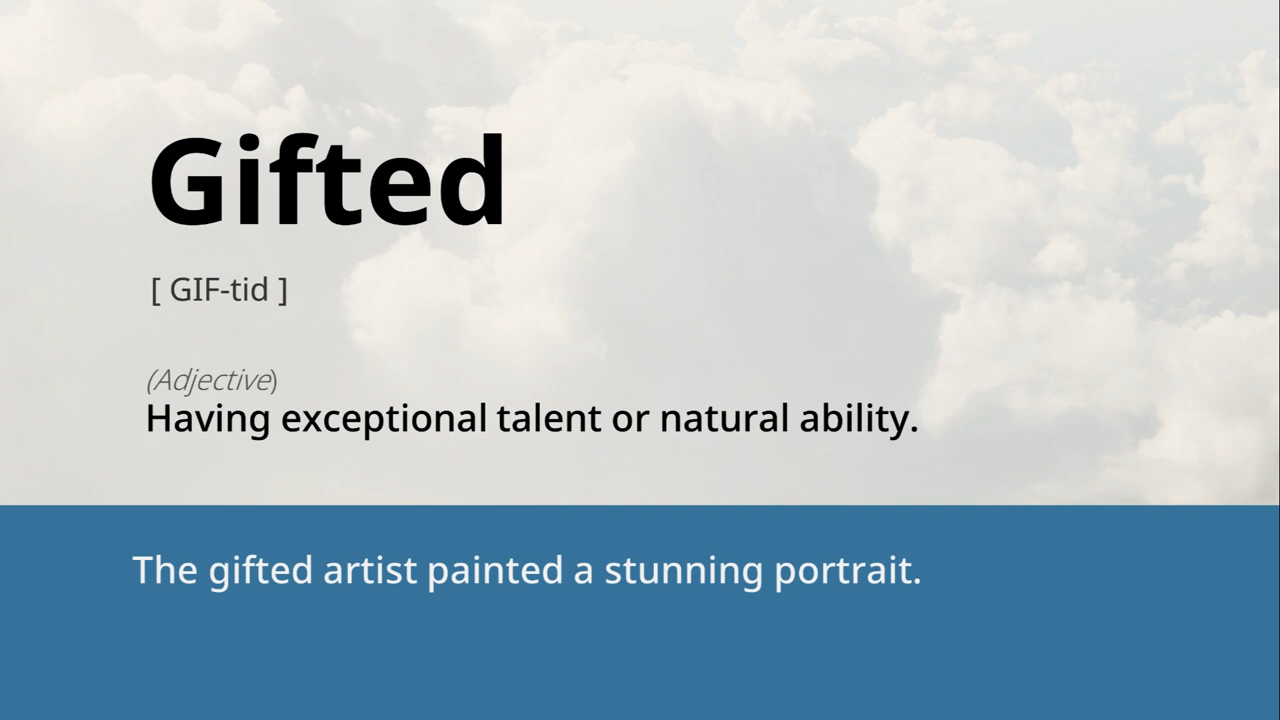 Gifted
[ GIF-tid ]
(Adjective)
Having exceptional talent or natural ability.
The gifted artist painted a stunning portrait.